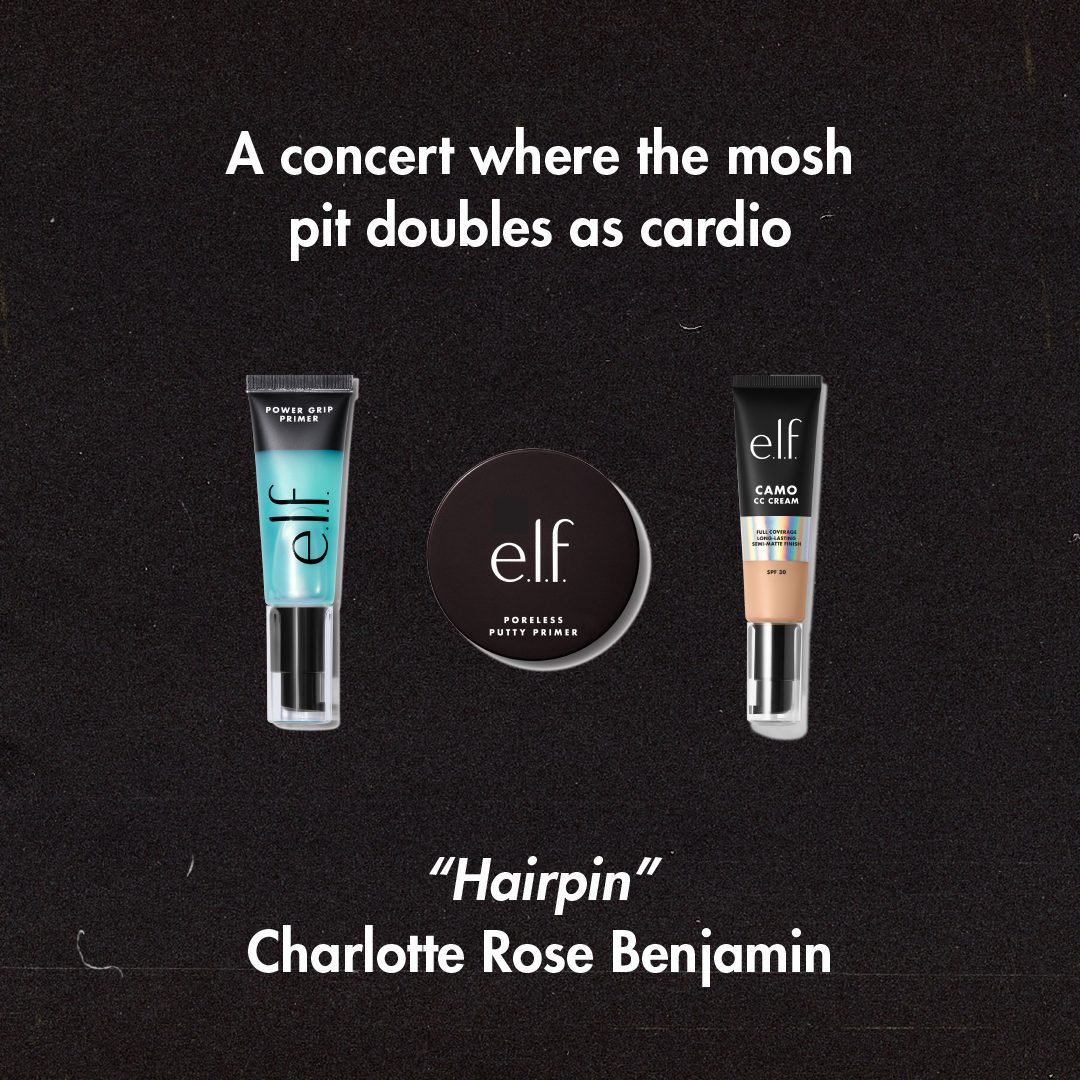 A concert where the mosh
pit doubles as cardio
POWER GRIP
PRIMER
e.l.f.
e.l.f.
PORELESS
PUTTY PRIMER
e.l.f.
CAMO
CC CREAM
FULL COVERAGE
LONG-LASTING
SEMI-MATTE FINISH
SPF 30
“Hairpin”
Charlotte Rose Benjamin